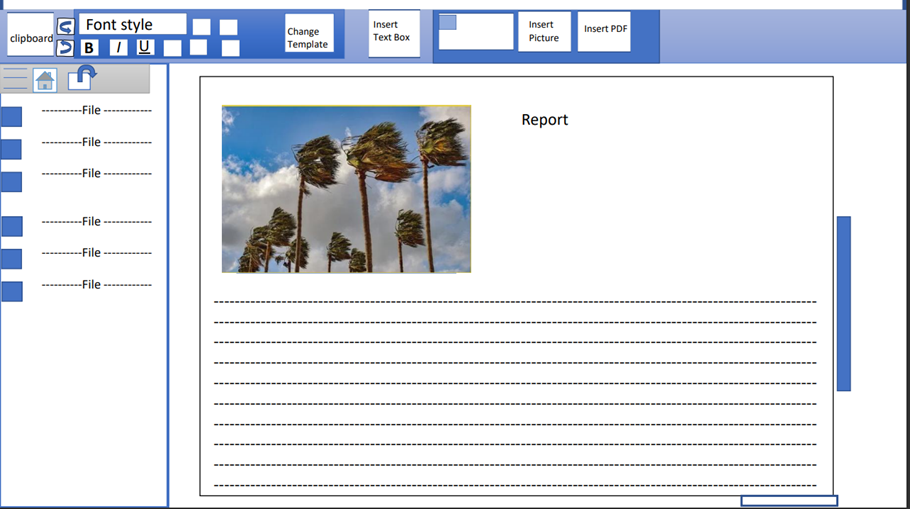 clipboard
Font style
B I U
Change
Template
Insert
Text Box
Insert
Picture
Insert PDF
----------File ------------
----------File ------------
----------File ------------
----------File ------------
----------File ------------
----------File ------------
Report